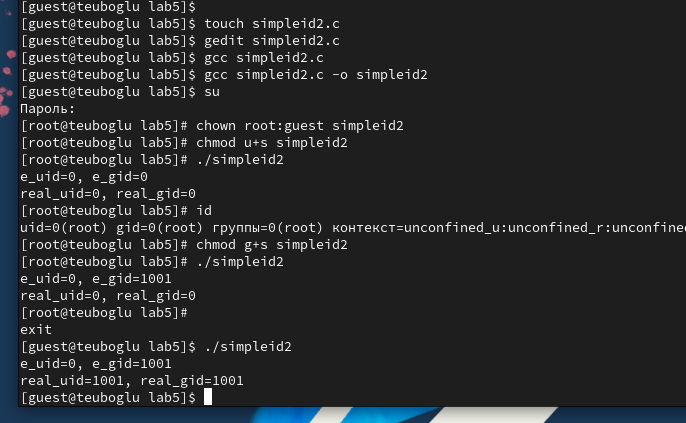 [guest@teuboglu lab5]$
[guest@teuboglu lab5]$ touch simpleid2.c
[guest@teuboglu lab5]$ gedit simpleid2.c
[guest@teuboglu lab5]$ gcc simpleid2.c
[guest@teuboglu lab5]$ gcc simpleid2.c -o simpleid2
[guest@teuboglu lab5]$ su
Пароль:
[root@teuboglu lab5]# chown root:guest simpleid2
[root@teuboglu lab5]# chmod u+s simpleid2
[root@teuboglu lab5]# ./simpleid2
e_uid=0, e_gid=0
real_uid=0, real_gid=0
[root@teuboglu lab5]# id
uid=0(root) gid=0(root) группы=0(root) контекст=unconfined_u:unconfined_r:unconfined
[root@teuboglu lab5]# chmod g+s simpleid2
[root@teuboglu lab5]# ./simpleid2
e_uid=0, e_gid=1001
real_uid=0, real_gid=0
[root@teuboglu lab5]#
exit
[guest@teuboglu lab5]$ ./simpleid2
e_uid=0, e_gid=1001
real_uid=1001, real_gid=1001
[guest@teuboglu lab5]$